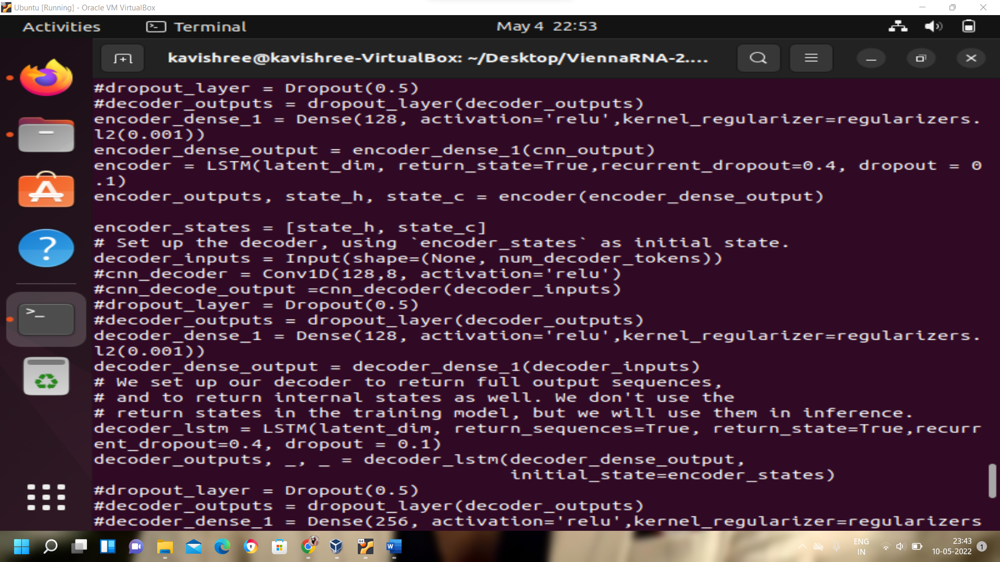 Ubuntu [Running] - Oracle VM VirtualBox
Activities
Terminal
May 4 22:53
kavishree@kavishree-VirtualBox: ~/Desktop/ViennaRNA-2....
#dropout_layer = Dropout(0.5)
#decoder_outputs = dropout_layer(decoder_outputs)
encoder_dense_1 = Dense(128, activation='relu',kernel_regularizer=regularizers.
l2(0.001))
encoder_dense_output = encoder_dense_1(cnn_output)
encoder = LSTM(latent_dim, return_state=True,recurrent_dropout=0.4, dropout = 0
.1)
encoder_outputs, state_h, state_c = encoder(encoder_dense_output)
encoder_states = [state_h, state_c]
# Set up the decoder, using `encoder_states` as initial state.
decoder_inputs = Input(shape=(None, num_decoder_tokens))
#cnn_decoder = Conv1D(128,8, activation='relu')
#cnn_decode_output =cnn_decoder(decoder_inputs)
#dropout_layer = Dropout(0.5)
#decoder_outputs = dropout_layer(decoder_outputs)
decoder_dense_1 = Dense(128, activation='relu',kernel_regularizer=regularizers.
l2(0.001))
decoder_dense_output = decoder_dense_1(decoder_inputs)
# We set up our decoder to return full output sequences,
# and to return internal states as well. We don't use the
# return states in the training model, but we will use them in inference.
decoder_lstm = LSTM(latent_dim, return_sequences=True, return_state=True,recurr
ent_dropout=0.4, dropout = 0.1)
decoder_outputs, _, _ = decoder_lstm(decoder_dense_output,
initial_state=encoder_states)
#dropout_layer = Dropout(0.5)
#decoder_outputs = dropout_layer(decoder_outputs)
#decoder_dense_1 = Dense(256, activation='relu',kernel_regularizer=regularizers
ENG
IN
23:43
10-05-2022
1